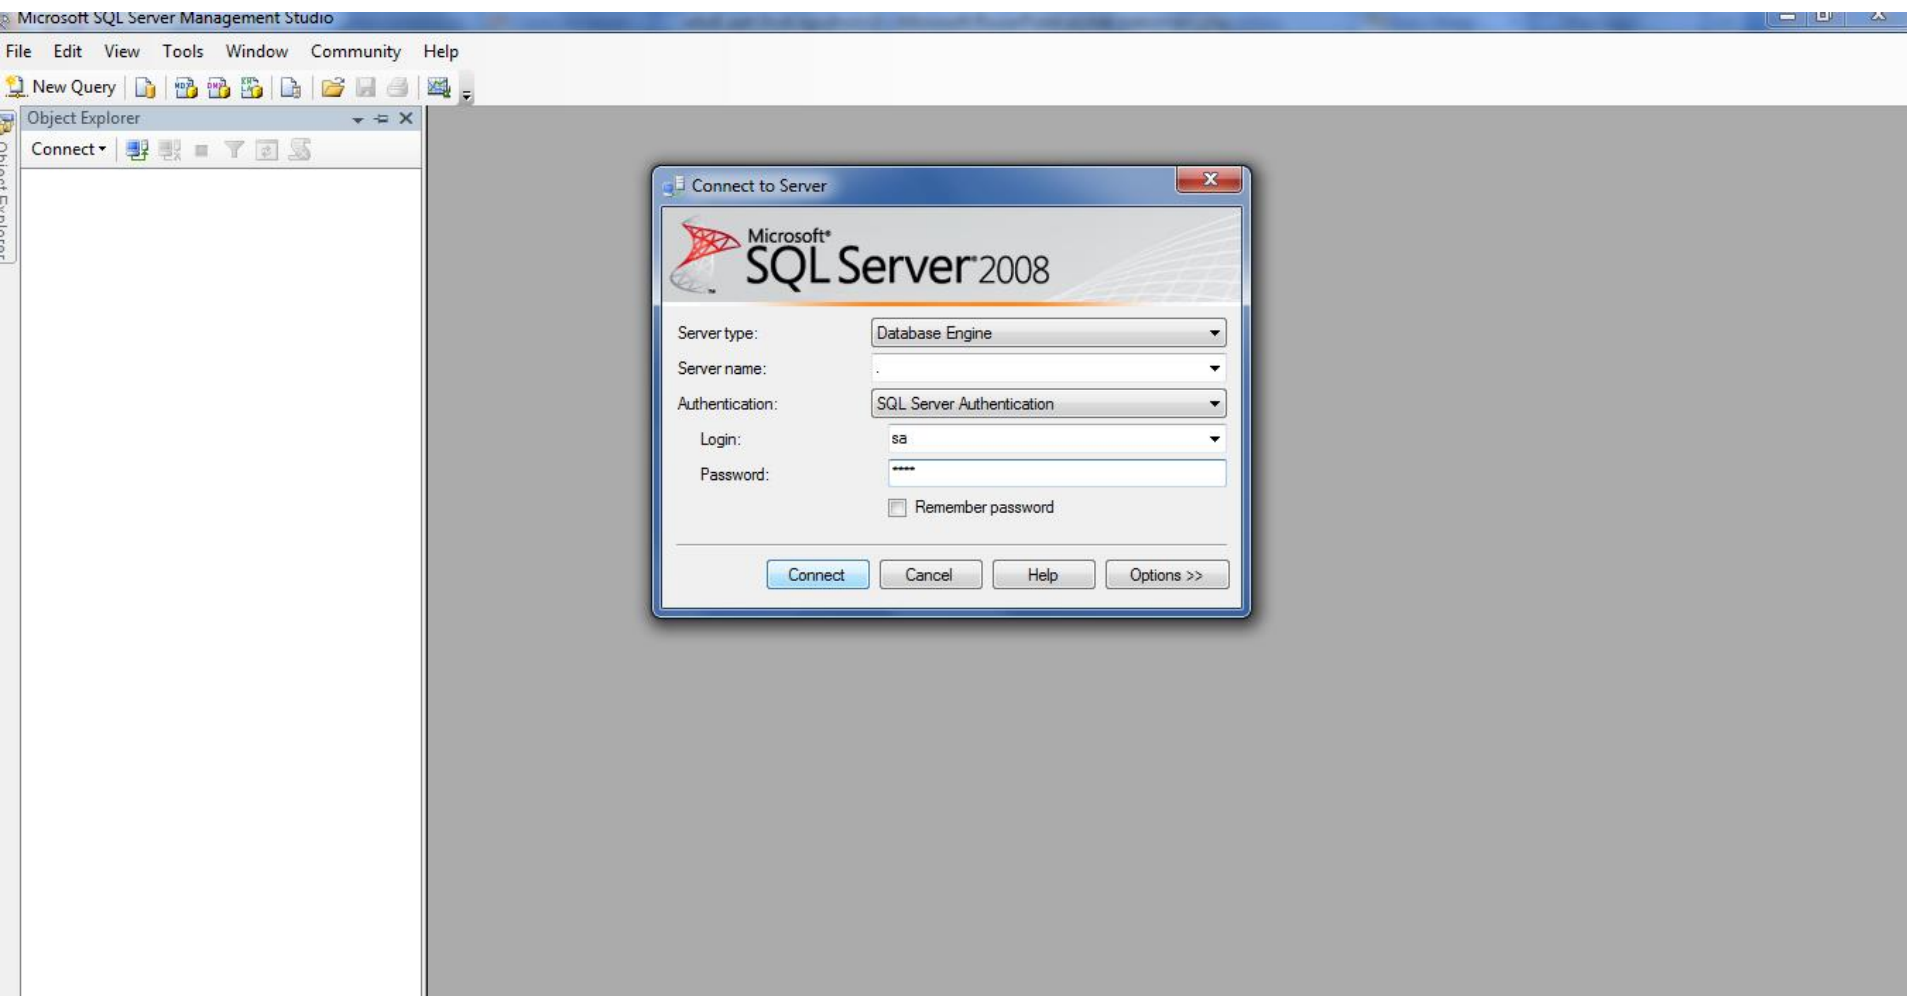 Microsoft SQL Server Management Studio
File Edit View Tools Window Community Help
New Query
Object Explorer
Connect
Object Explorer
Connect to Server
Microsoft®
SQL Server® 2008
Server type: Database Engine
Server name: .
Authentication: SQL Server Authentication
Login: sa
Password: ****
Remember password
Connect Cancel Help Options >>